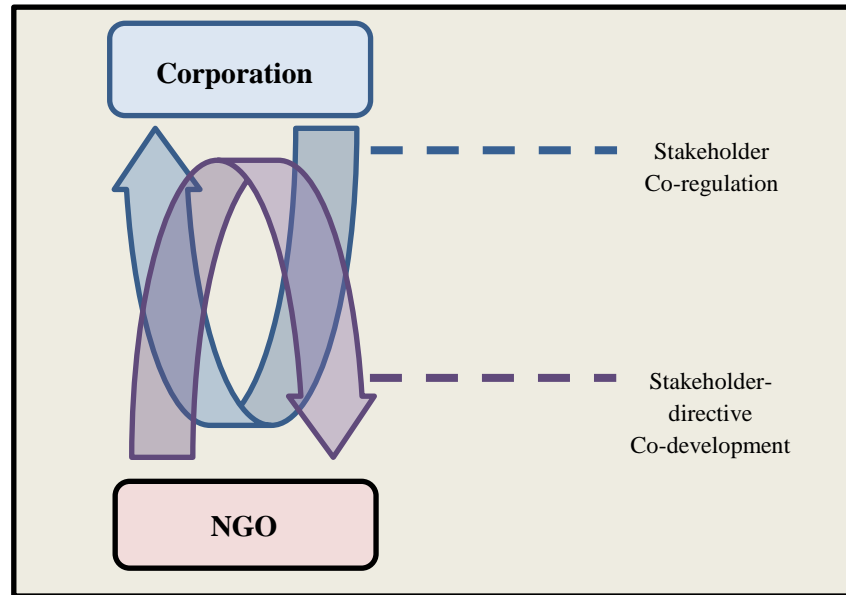 Corporation
Stakeholder
Co-regulation
Stakeholder-
directive
Co-development
NGO